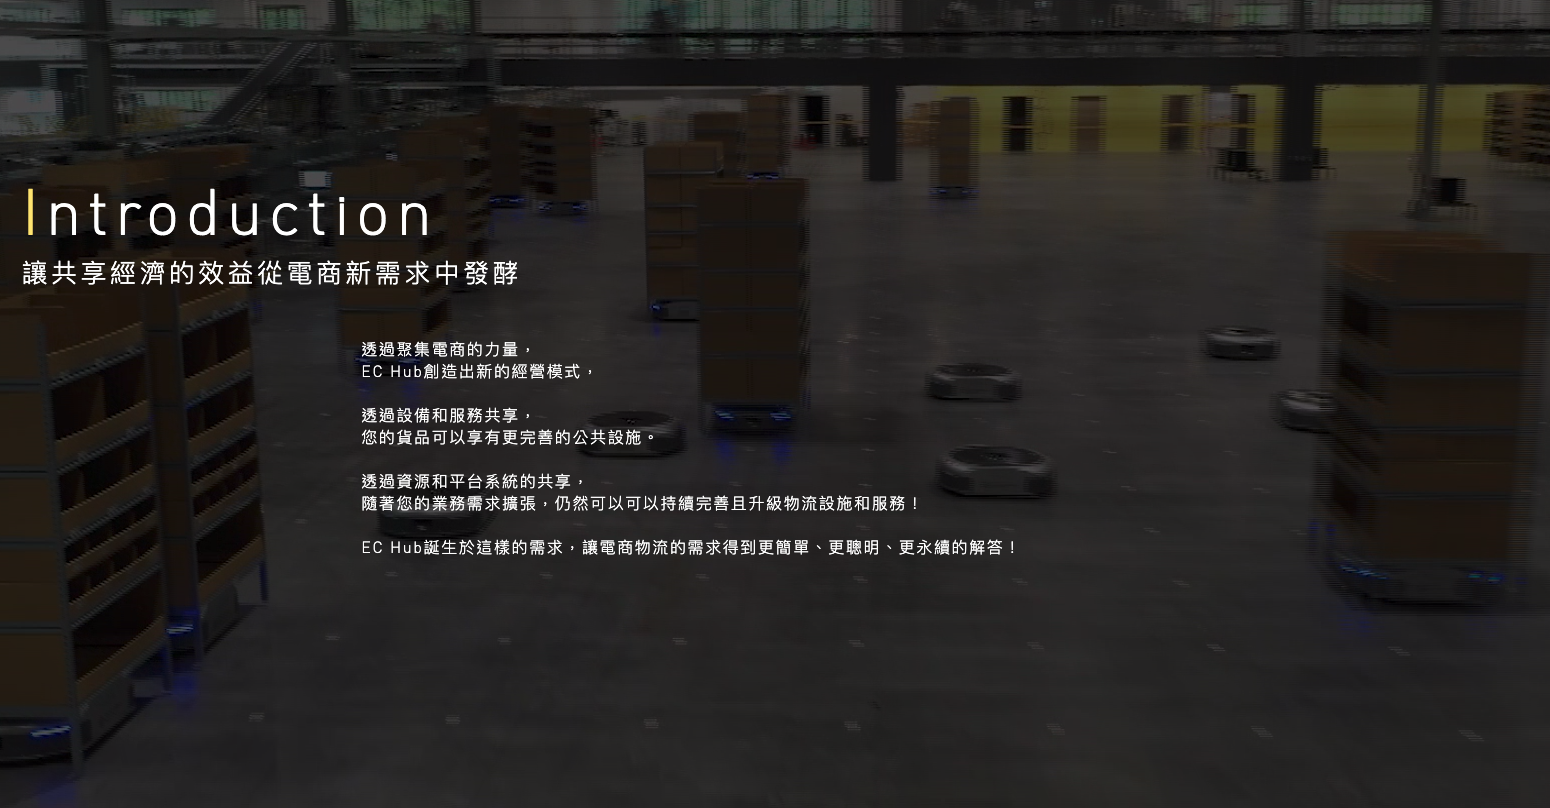 Introduction
讓共享經濟的效益從電商新需求中發酵
透過聚集電商的力量，
EC Hub創造出新的經營模式，
透過設備和服務共享，
您的貨品可以享有更完善的公共設施。
透過資源和平台系統的共享，
隨著您的業務需求擴張，仍然可以可以持續完善且升級物流設施和服務！
EC Hub誕生於這樣的需求，讓電商物流的需求得到更簡單、更聰明、更永續的解答！